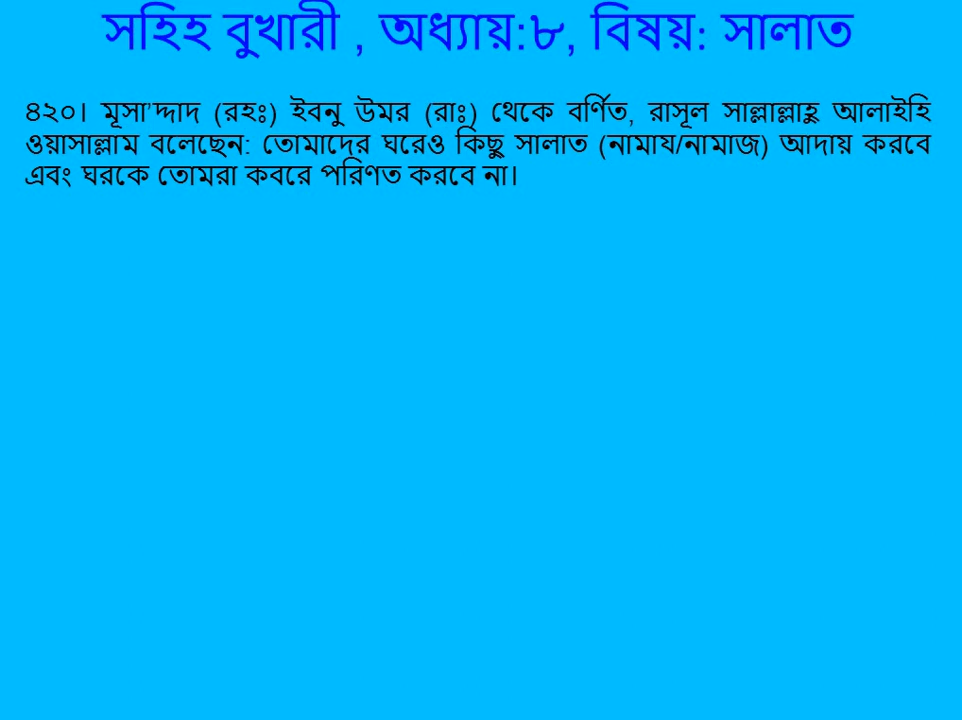 সহিহ বুখারী , অধ্যায়:৮, বিষয়: সালাত
৪২০। মূসা’দ্দাদ (রহঃ) ইবনু উমর (রাঃ) থেকে বর্ণিত, রাসূল সাল্লাল্লাহু আলাইহি
ওয়াসাল্লাম বলেছেন: তোমাদের ঘরেও কিছু সালাত (নামায/নামাজ) আদায় করবে
এবং ঘরকে তোমরা কবরে পরিণত করবে না।